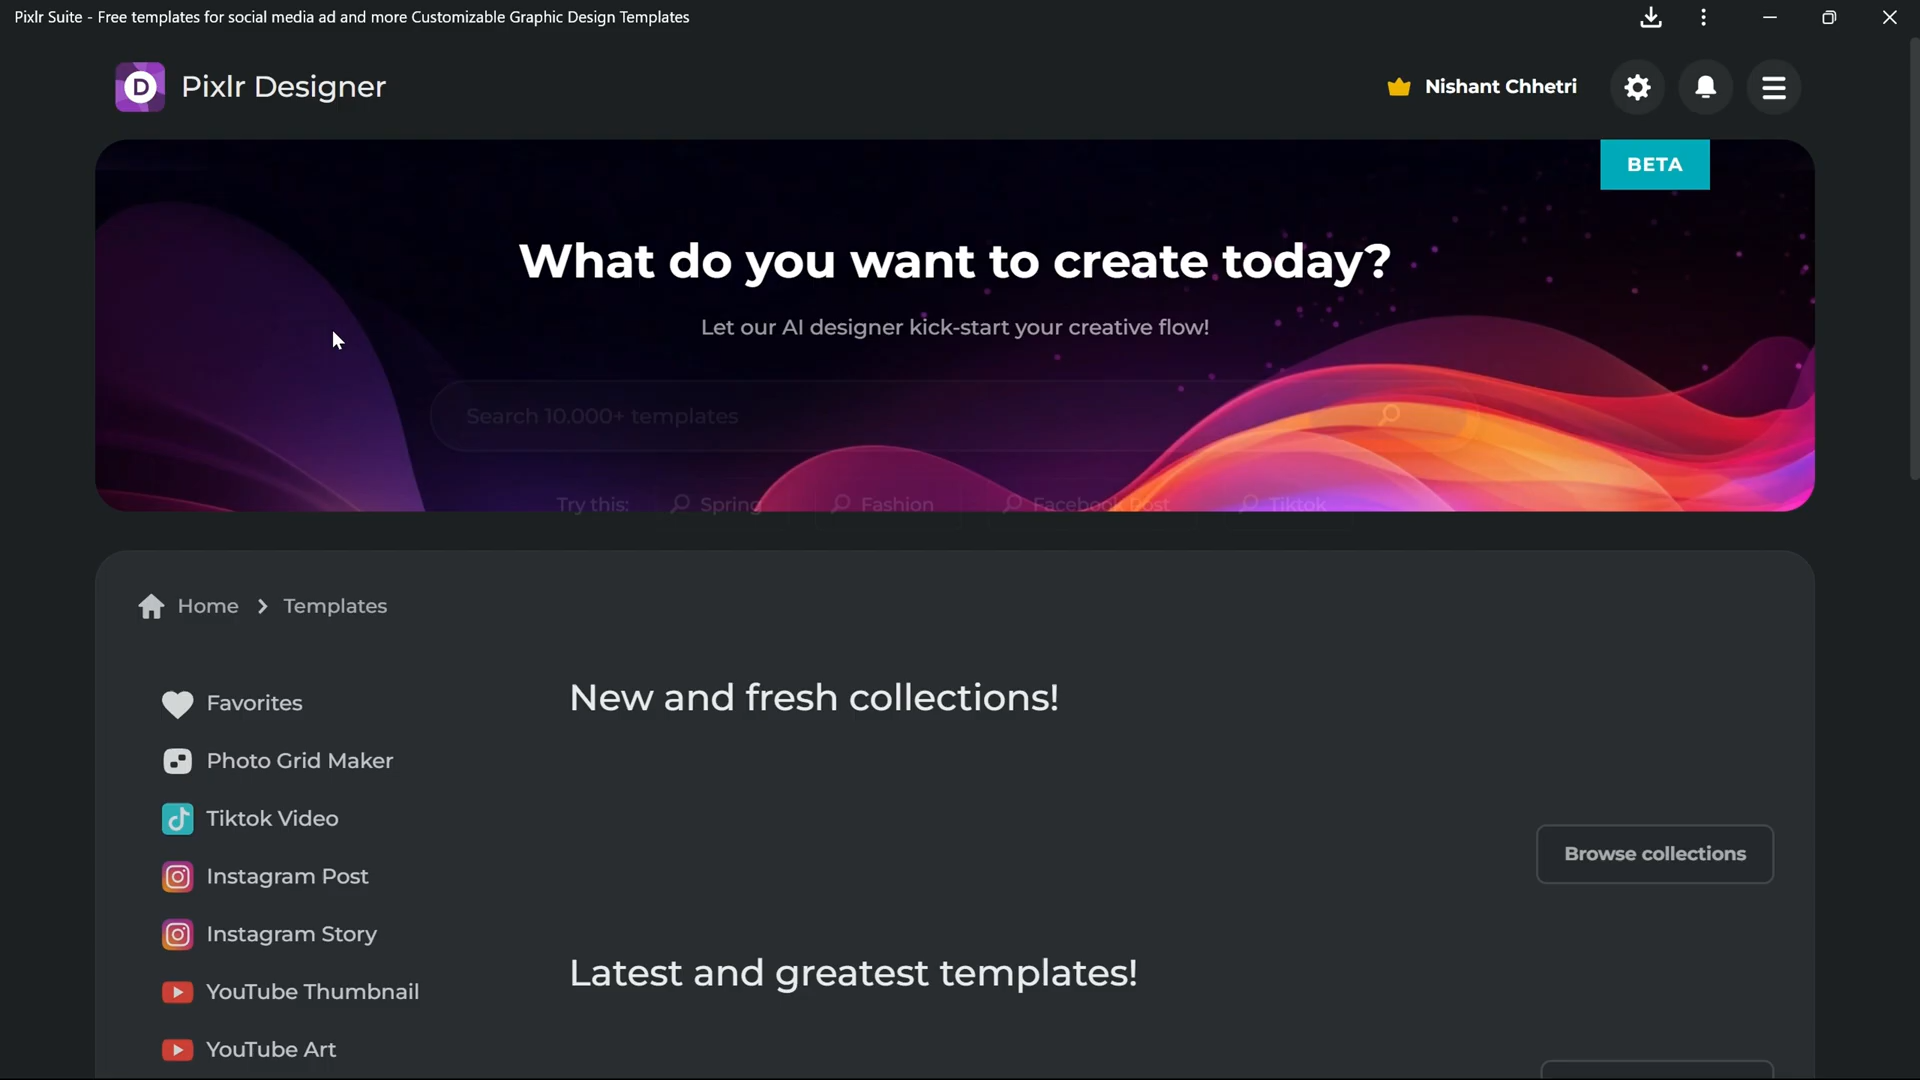 Pixlr Suite - Free templates for social media ad and more Customizable Graphic Design Templates
D Pixlr Designer
Nishant Chhetri
BETA
What do you want to create today?
Let our AI designer kick-start your creative flow!
Search 10.000+ templates
Try this: Spring Fashion Facebook Post Tiktok
Home > Templates
New and fresh collections!
Favorites
Photo Grid Maker
Tiktok Video
Browse collections
Instagram Post
Instagram Story
Latest and greatest templates!
YouTube Thumbnail
YouTube Art